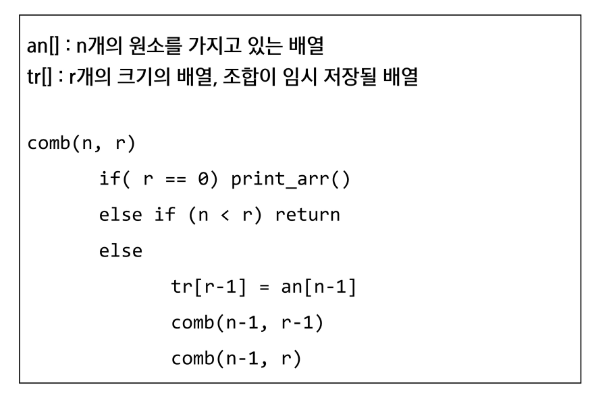 an[] : n개의 원소를 가지고 있는 배열
tr[] : r개의 크기의 배열, 조합이 임시 저장될 배열
comb(n, r)
if( r == 0) print_arr()
else if (n < r) return
else
tr[r-1] = an[n-1]
comb(n-1, r-1)
comb(n-1, r)